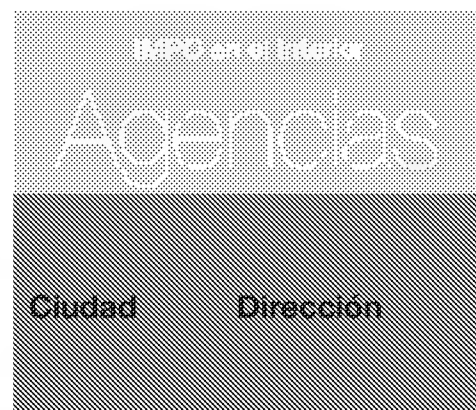 IMPO en el Interior
Agencias
Ciudad Dirección